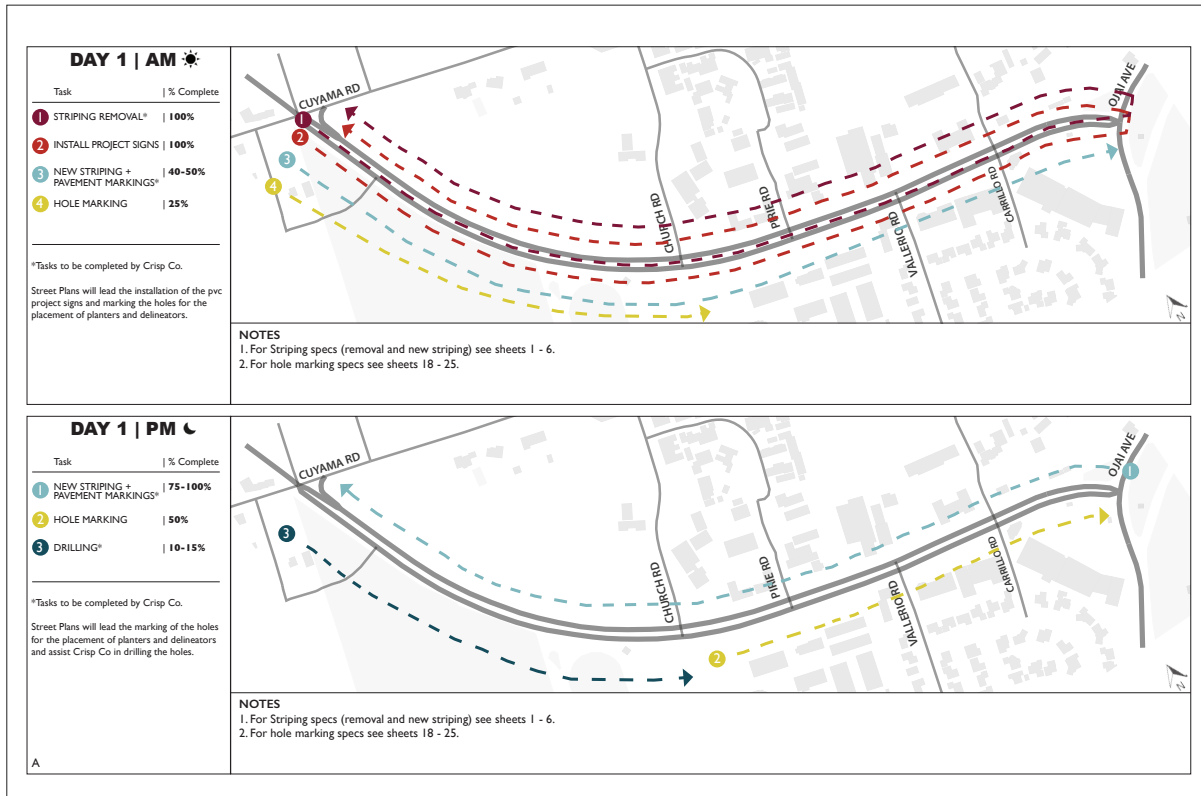 DAY 1 | AM
Task | % Complete
1 STRIPING REMOVAL* | 100%
2 INSTALL PROJECT SIGNS | 100%
3 NEW STRIPING + PAVEMENT MARKINGS* | 40-50%
4 HOLE MARKING | 25%
*Tasks to be completed by Crisp Co.
Street Plans will lead the installation of the pvc
project signs and marking the holes for the
placement of planters and delineators.
CUYAMA RD
1
2
3
4
CHURCH RD
PIRIE RD
VALLERIO RD
CARRILLO RD
OJAI AVE
N
NOTES
1. For Striping specs (removal and new striping) see sheets 1 - 6.
2. For hole marking specs see sheets 18 - 25.
DAY 1 | PM
Task | % Complete
1 NEW STRIPING + PAVEMENT MARKINGS* | 75-100%
2 HOLE MARKING | 50%
3 DRILLING* | 10-15%
*Tasks to be completed by Crisp Co.
Street Plans will lead the marking of the holes
for the placement of planters and delineators
and assist Crisp Co in drilling the holes.
A
CUYAMA RD
3
CHURCH RD
2
PIRIE RD
VALLERIO RD
CARRILLO RD
OJAI AVE
1
N
NOTES
1. For Striping specs (removal and new striping) see sheets 1 - 6.
2. For hole marking specs see sheets 18 - 25.